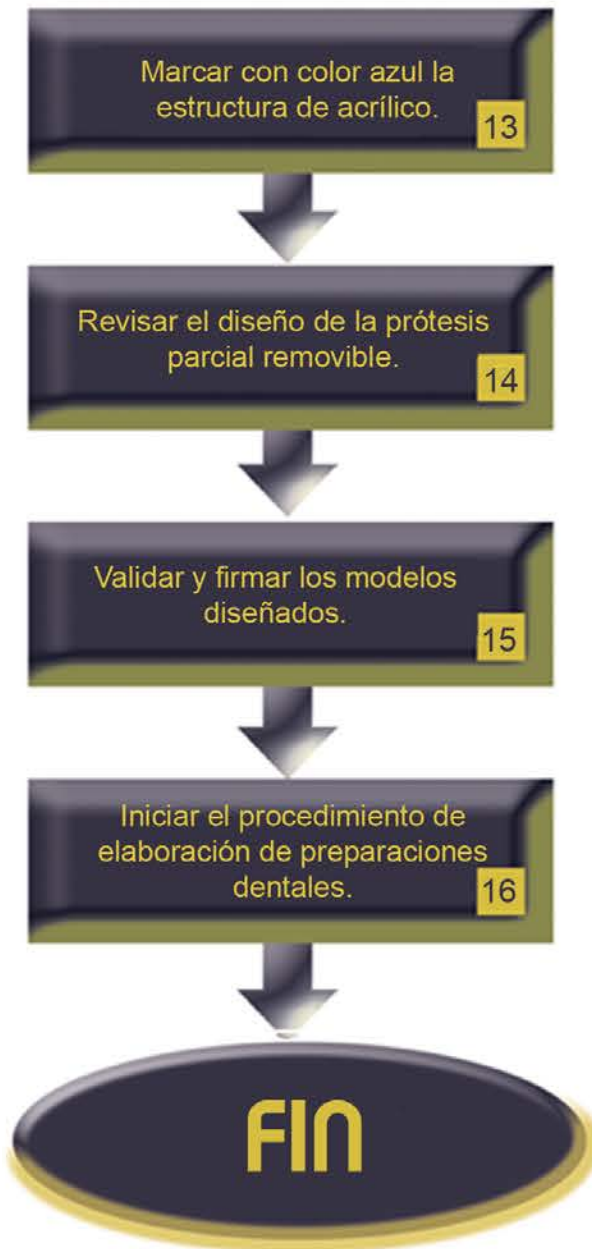 Marcar con color azul la
estructura de acrílico.
13
Revisar el diseño de la prótesis
parcial removible.
14
Validar y firmar los modelos
diseñados.
15
Iniciar el procedimiento de
elaboración de preparaciones
dentales.
16
FIN